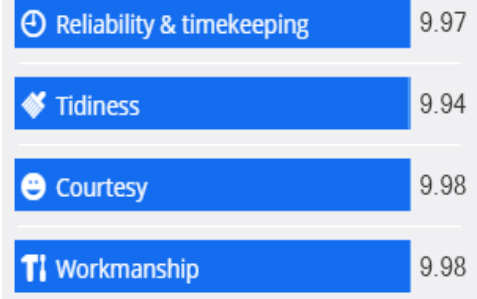 Reliability & timekeeping 9.97
Tidiness 9.94
Courtesy 9.98
Workmanship 9.98